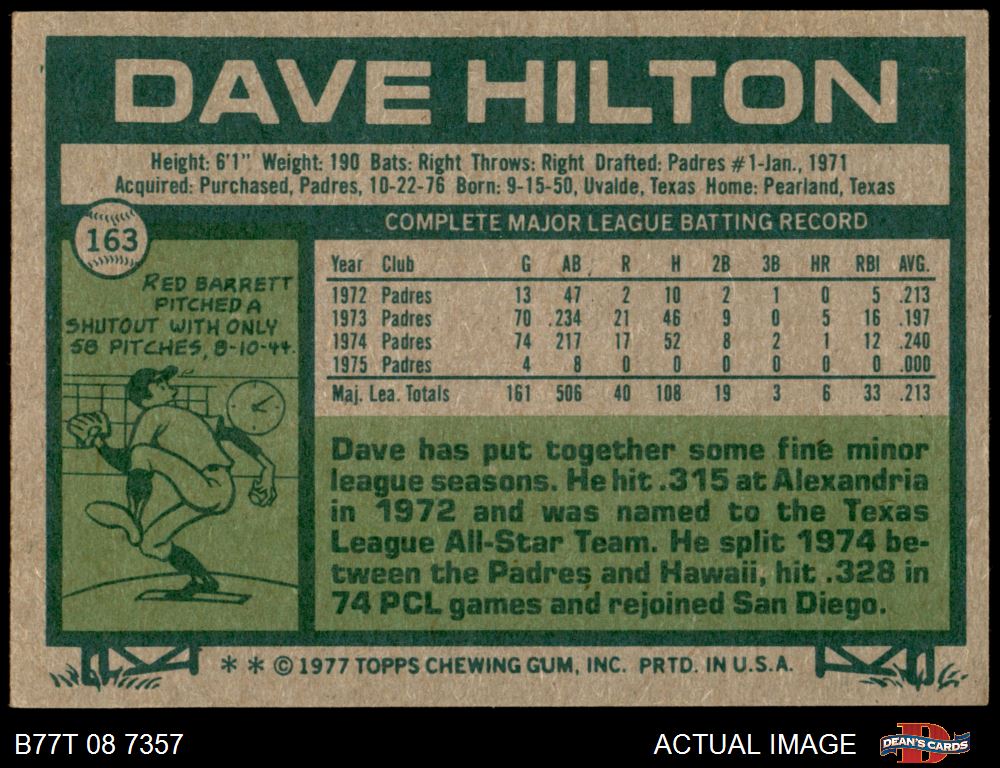 DAVE HILTON
Height: 6'1" Weight: 190 Bats: Right Throws: Right Drafted: Padres #1-Jan., 1971
Acquired: Purchased, Padres, 10-22-76 Born: 9-15-50, Uvalde, Texas Home: Pearland, Texas
163
RED BARRETT
PITCHED A
SHUTOUT WITH ONLY
58 PITCHES, 8-10-44.
COMPLETE MAJOR LEAGUE BATTING RECORD
Year Club G AB R H 2B 3B HR RBI AVG.
1972 Padres 13 47 2 10 2 1 0 5 .213
1973 Padres 70 .234 21 46 9 0 5 16 .197
1974 Padres 74 217 17 52 8 2 1 12 .240
1975 Padres 4 8 0 0 0 0 0 0 .000
Maj. Lea. Totals 161 506 40 108 19 3 6 33 .213
Dave has put together some fine minor
league seasons. He hit .315 at Alexandria
in 1972 and was named to the Texas
League All-Star Team. He split 1974 be-
tween the Padres and Hawaii, hit .328 in
74 PCL games and rejoined San Diego.
* * © 1977 TOPPS CHEWING GUM, INC. PRTD. IN U.S.A.
B77T 08 7357
ACTUAL IMAGE
DEAN'S CARDS